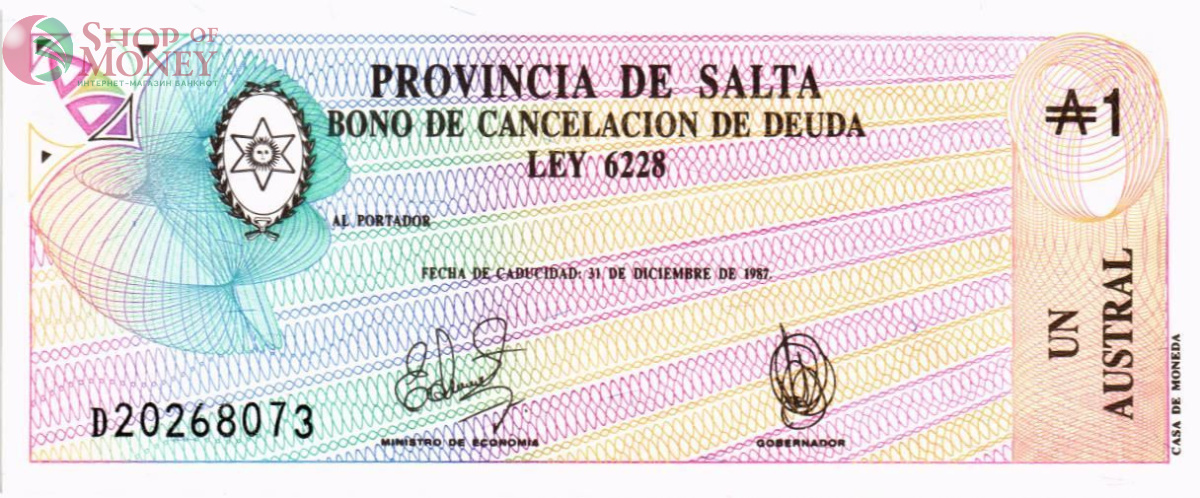 SHOP OF
MONEY
ИНТЕРНЕТ-МАГАЗИН БАНКНОТ
PROVINCIA DE SALTA
BONO DE CANCELACION DE DEUDA
LEY 6228
₳1
AL PORTADOR
FECHA DE CADUCIDAD: 31 DE DICIEMBRE DE 1987.
UN
AUSTRAL
D20268073
MINISTRO DE ECONOMIA
GOBERNADOR
CASA DE MONEDA